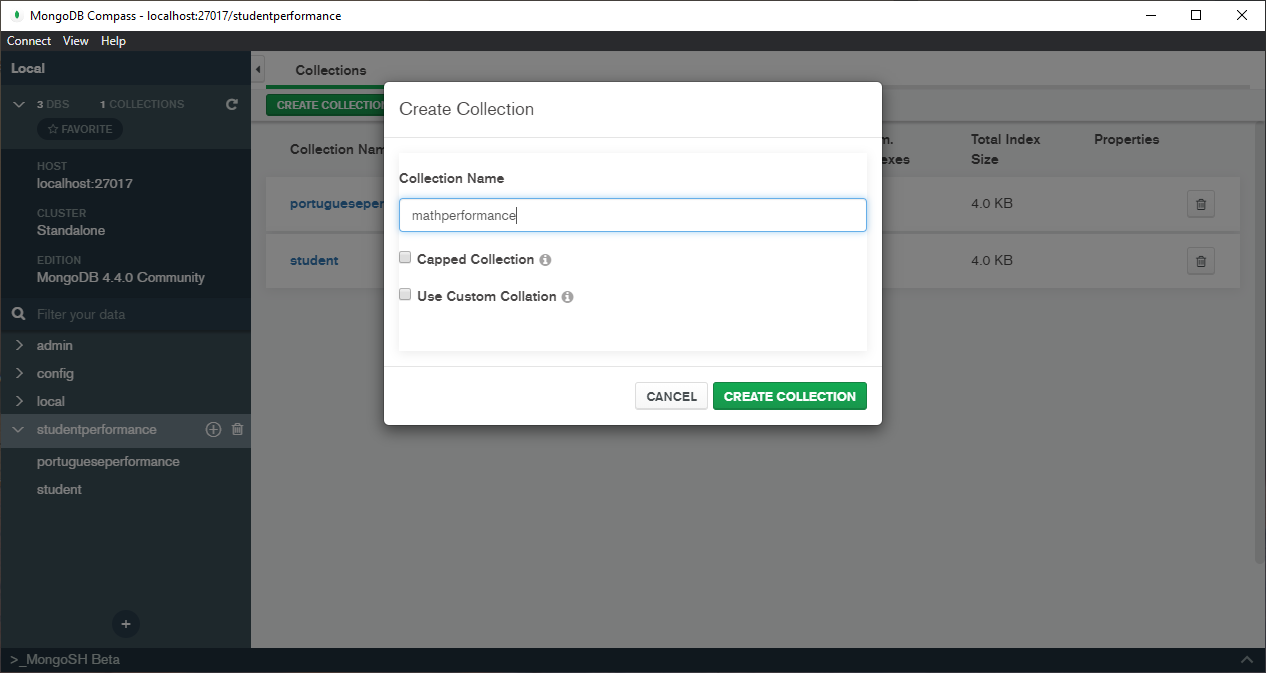 MongoDB Compass - localhost:27017/studentperformance
Connect View Help
Local
Collections
3 DBS 1 COLLECTIONS
FAVORITE
CREATE COLLECTION
HOST
localhost:27017
CLUSTER
Standalone
EDITION
MongoDB 4.4.0 Community
Filter your data
admin
config
local
studentperformance
portugueseperformance
student
>_MongoSH Beta
Collection Nam
m.
exes
Total Index
Size
Properties
portugueseper
4.0 KB
student
4.0 KB
Create Collection
Collection Name
mathperformance
Capped Collection
Use Custom Collation
CANCEL
CREATE COLLECTION